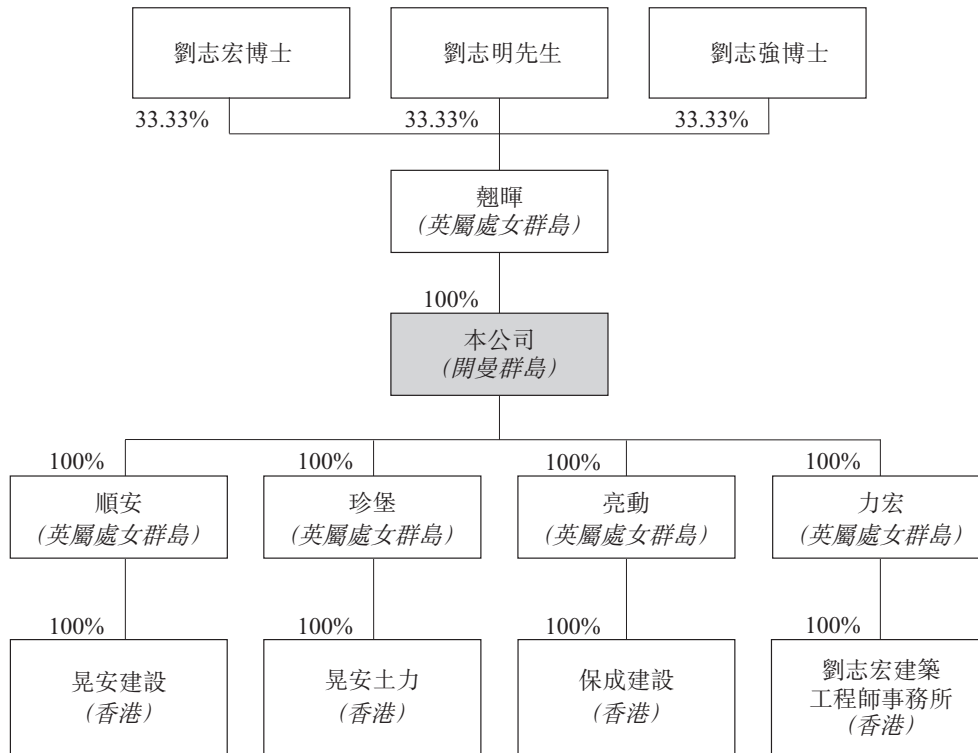 劉志宏博士
劉志明先生
劉志強博士
33.33%
33.33%
33.33%
翹暉
(英屬處女群島)
100%
本公司
(開曼群島)
100%
100%
100%
100%
順安
(英屬處女群島)
珍堡
(英屬處女群島)
亮動
(英屬處女群島)
力宏
(英屬處女群島)
100%
100%
100%
100%
晃安建設
(香港)
晃安土力
(香港)
保成建設
(香港)
劉志宏建築
工程師事務所
(香港)